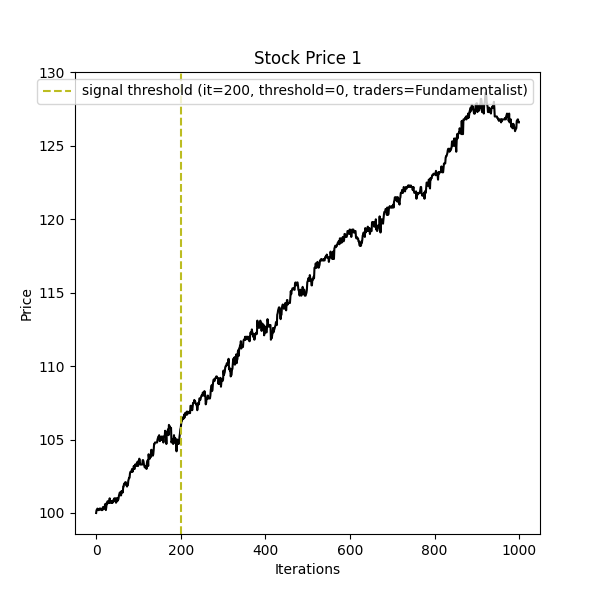 Stock Price 1
signal threshold (it=200, threshold=0, traders=Fundamentalist)
130
125
120
115
110
105
100
Price
0 200 400 600 800 1000
Iterations